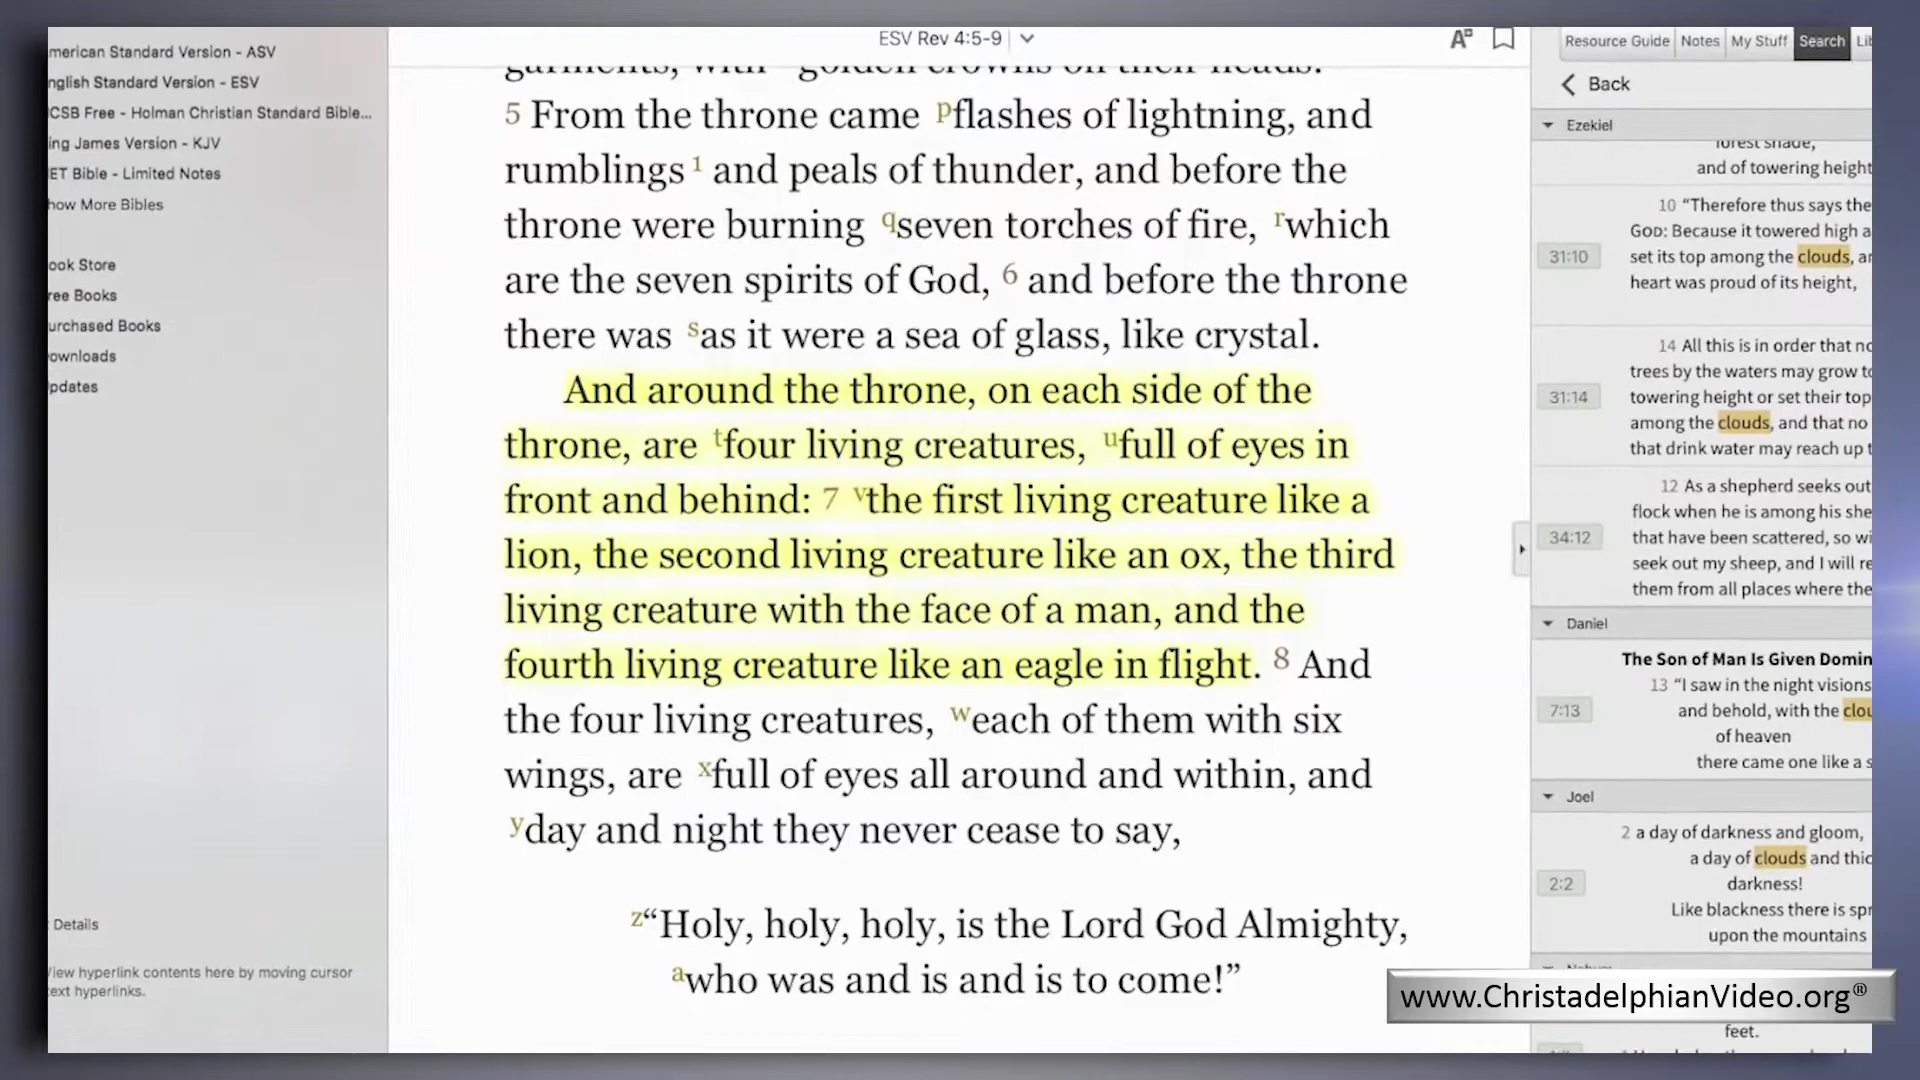 merican Standard Version - ASV
nglish Standard Version - ESV
CSB Free - Holman Christian Standard Bible...
ing James Version - KJV
ET Bible - Limited Notes
how More Bibles
ook Store
ree Books
urchased Books
ownloads
pdates
Details
iew hyperlink contents here by moving cursor
ext hyperlinks.
ESV Rev 4:5-9
garments, with golden crowns on their heads.
5 From the throne came pflashes of lightning, and
rumblings 1 and peals of thunder, and before the
throne were burning qseven torches of fire, rwhich
are the seven spirits of God, 6 and before the throne
there was sas it were a sea of glass, like crystal.
And around the throne, on each side of the
throne, are tfour living creatures, ufull of eyes in
front and behind: 7 vthe first living creature like a
lion, the second living creature like an ox, the third
living creature with the face of a man, and the
fourth living creature like an eagle in flight. 8 And
the four living creatures, weach of them with six
wings, are xfull of eyes all around and within, and
yday and night they never cease to say,
z“Holy, holy, holy, is the Lord God Almighty,
awho was and is and is to come!”
Resource Guide Notes My Stuff Search Li
Back
Ezekiel
forest shade,
and of towering height
10 “Therefore thus says the
GOD: Because it towered high a
31:10 set its top among the clouds, an
heart was proud of its height,
14 All this is in order that no
trees by the waters may grow to
31:14 towering height or set their top
among the clouds, and that no
that drink water may reach up t
12 As a shepherd seeks out
flock when he is among his she
34:12 that have been scattered, so wi
seek out my sheep, and I will re
them from all places where the
Daniel
The Son of Man Is Given Domin
13 “I saw in the night visions
7:13 and behold, with the clou
of heaven
there came one like a s
Joel
2 a day of darkness and gloom,
a day of clouds and thic
2:2 darkness!
Like blackness there is spr
upon the mountains
www.ChristadelphianVideo.org®
feet.